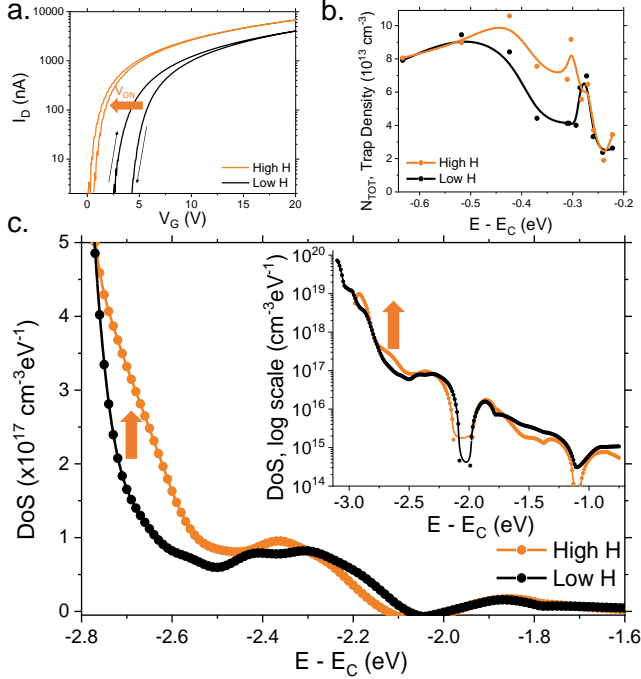 a.
I_D (nA)
10000
1000
100
10
V_ON
High H
Low H
0
5
10
15
20
V_G (V)
b.
N_TOT, Trap Density (10^13 cm^-3)
12
10
8
6
4
2
0
High H
Low H
-0.6
-0.5
-0.4
-0.3
-0.2
E - E_C (eV)
c.
DoS (x10^17 cm^-3eV^-1)
5
4
3
2
1
0
-2.8
-2.6
-2.4
-2.2
-2.0
-1.8
-1.6
E - E_C (eV)
High H
Low H
DoS, log scale (cm^-3eV^-1)
10^20
10^19
10^18
10^17
10^16
10^15
10^14
-3.0
-2.5
-2.0
-1.5
-1.0
E - E_C (eV)